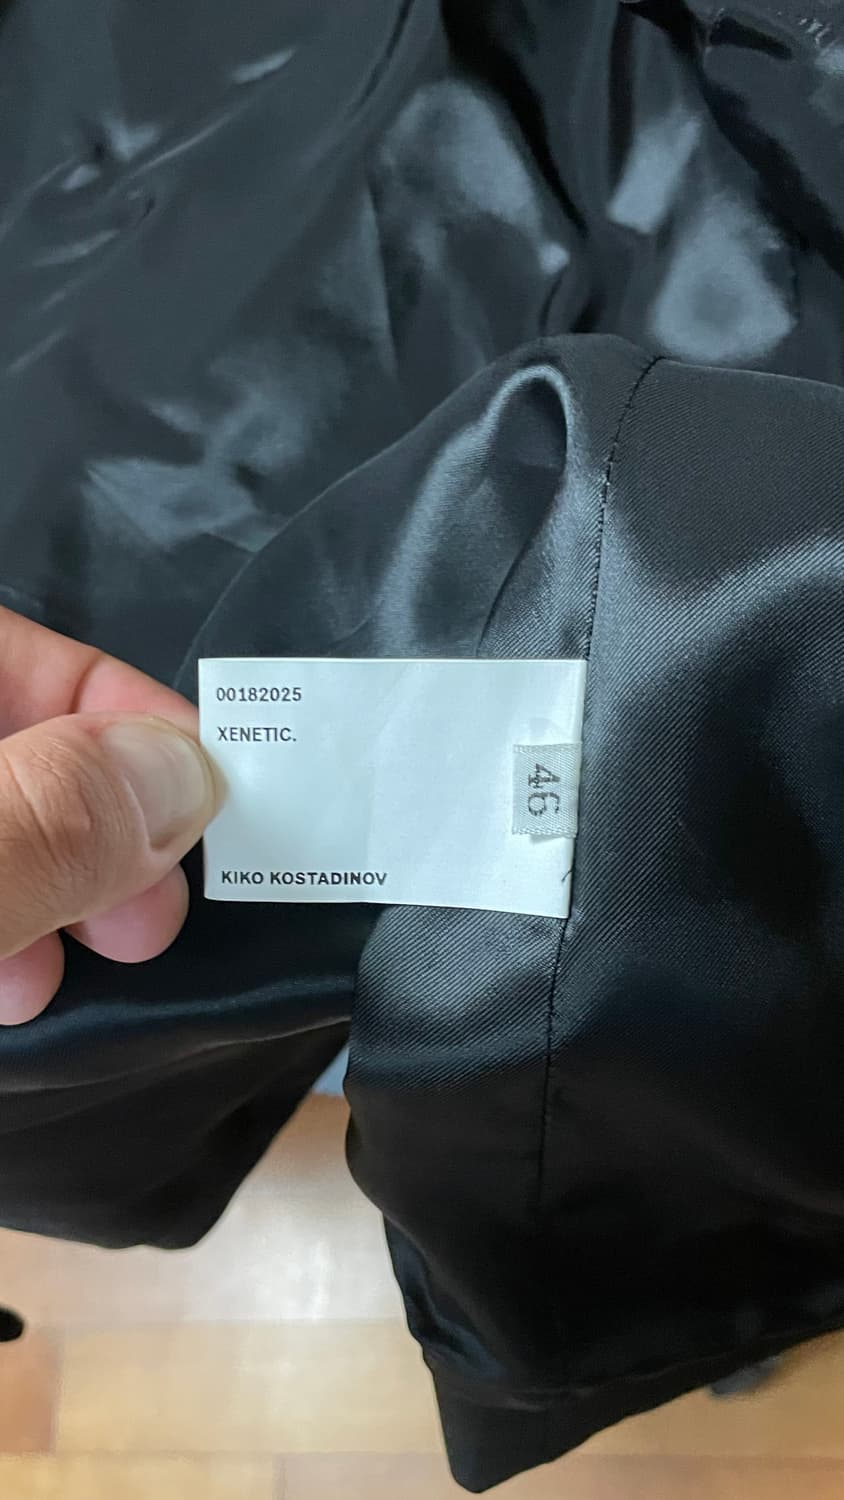 00182025
XENETIC.
46
KIKO KOSTADINOV